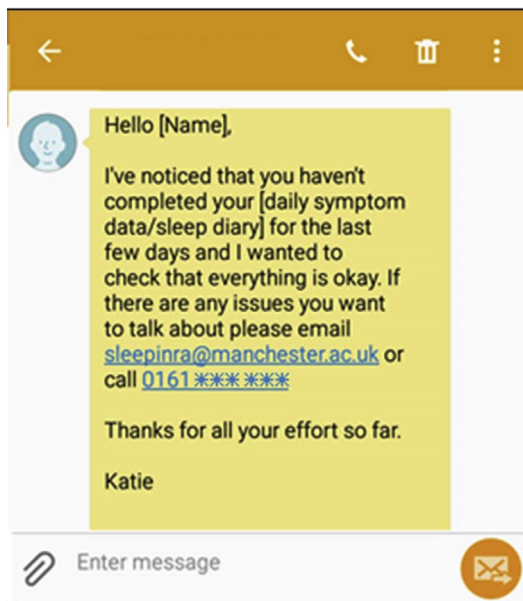 Hello [Name],
I've noticed that you haven't
completed your [daily symptom
data/sleep diary] for the last
few days and I wanted to
check that everything is okay. If
there are any issues you want
to talk about please email
sleepinra@manchester.ac.uk or
call 0161 *** ***
Thanks for all your effort so far.
Katie
Enter message